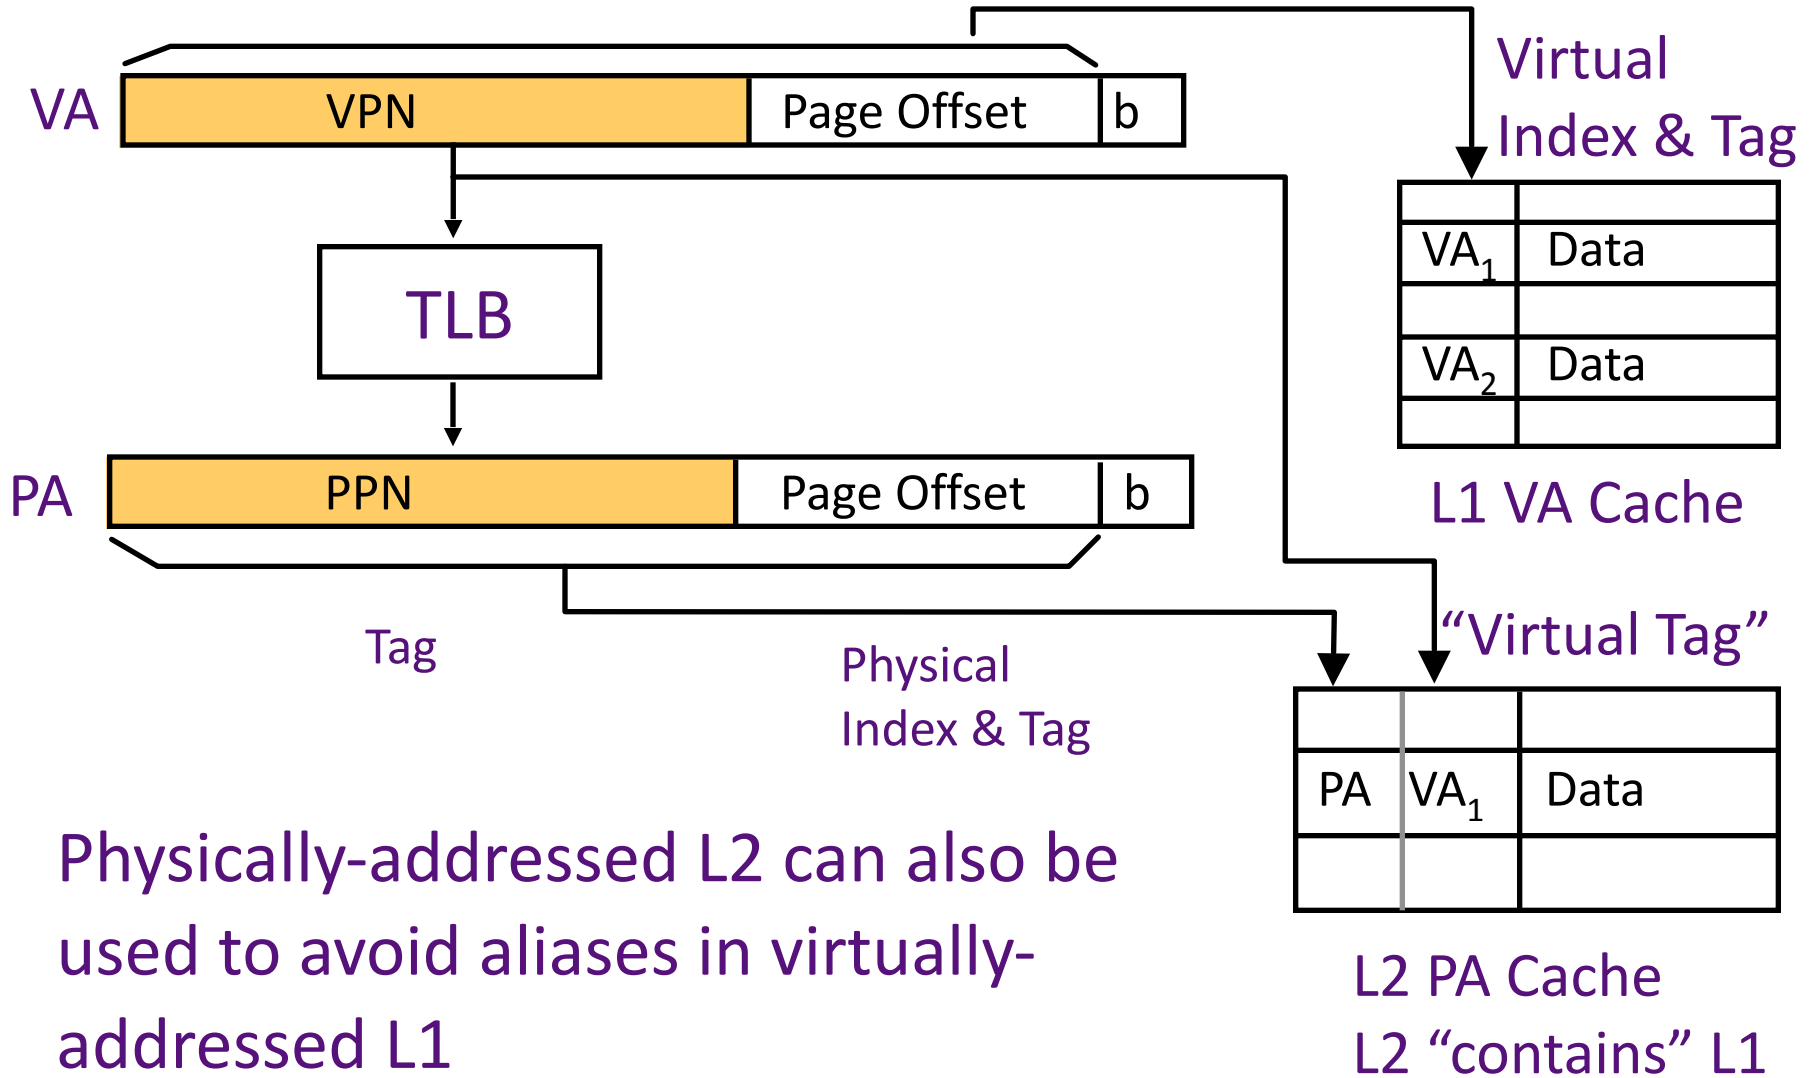 VA
VPN
Page Offset
b
Virtual
Index & Tag
VA1
Data
VA2
Data
L1 VA Cache
TLB
PA
PPN
Page Offset
b
Tag
Physical
Index & Tag
“Virtual Tag”
PA
VA1
Data
L2 PA Cache
L2 “contains” L1
Physically-addressed L2 can also be
used to avoid aliases in virtually-
addressed L1